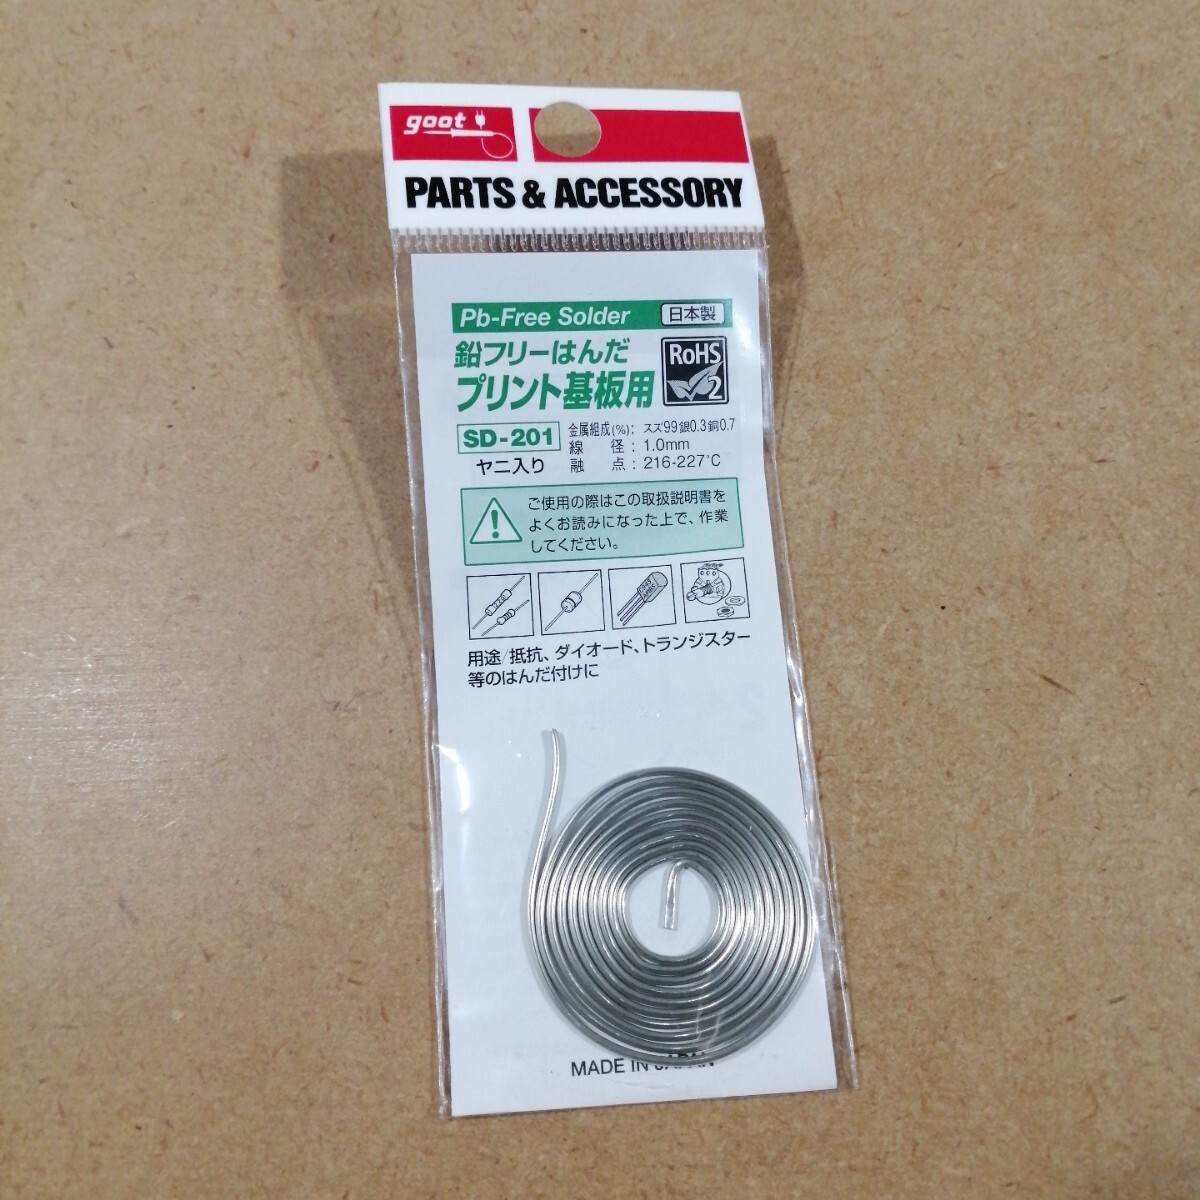 goot
PARTS & ACCESSORY
Pb-Free Solder 日本製
鉛フリーはんだ
プリント基板用
RoHS
2
SD-201
ヤニ入り
金属組成(%): スズ99銀0.3銅0.7
線 径: 1.0mm
融 点: 216-227℃
ご使用の際はこの取扱説明書を
よくお読みになった上で、作業
してください。
用途/抵抗、ダイオード、トランジスター
等のはんだ付けに
MADE IN JAPAN